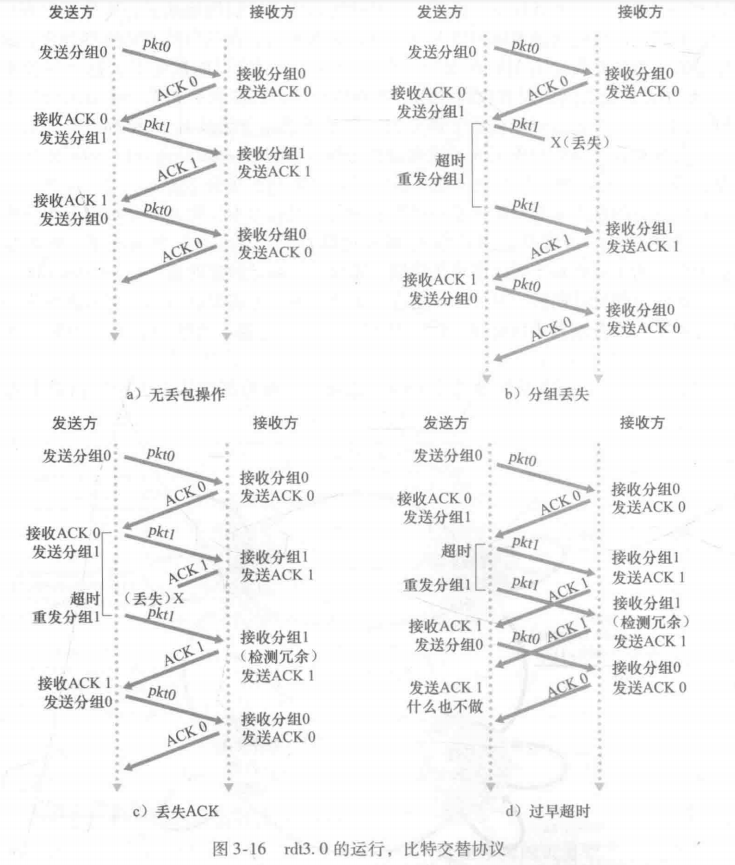 发送方
接收方
发送分组0
pkt0
接收分组0
发送ACK 0
ACK 0
接收ACK 0
发送分组1
pkt1
接收分组1
发送ACK 1
ACK 1
接收ACK 1
发送分组0
pkt0
接收分组0
发送ACK 0
ACK 0
a）无丢包操作
发送方
接收方
发送分组0
pkt0
接收分组0
发送ACK 0
ACK 0
接收ACK 0
发送分组1
pkt1
X（丢失）
超时
重发分组1
接收分组1
发送ACK 1
ACK 1
接收ACK 1
发送分组0
pkt0
接收分组0
发送ACK 0
ACK 0
b）分组丢失
发送方
接收方
发送分组0
pkt0
接收分组0
发送ACK 0
ACK 0
接收ACK 0
发送分组1
pkt1
接收分组1
发送ACK 1
ACK 1
（丢失）X
超时
重发分组1
pkt1
接收分组1
（检测冗余）
发送ACK 1
ACK 1
接收ACK 1
发送分组0
pkt0
接收分组0
发送ACK 0
ACK 0
c）丢失ACK
发送方
接收方
发送分组0
pkt0
接收分组0
发送ACK 0
ACK 0
接收ACK 0
发送分组1
pkt1
超时
重发分组1
接收分组1
发送ACK 1
pkt1
ACK 1
接收分组1
（检测冗余）
发送ACK 1
接收ACK 1
发送分组0
pkt0
ACK 1
接收分组0
发送ACK 0
发送ACK 1
什么也不做
ACK 0
d）过早超时
图 3-16 rdt3. 0 的运行，比特交替协议